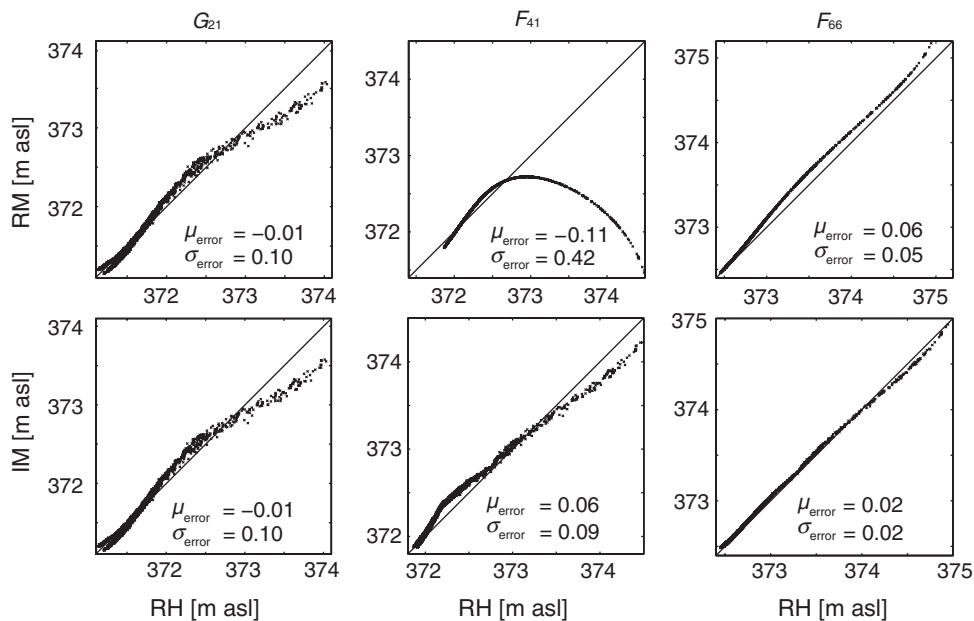 G21 F41 F66
374
373
372
RM [m asl]
μerror = −0.01
σerror = 0.10
372 373 374
374
373
372
μerror = −0.11
σerror = 0.42
372 373 374
375
374
373
μerror = 0.06
σerror = 0.05
373 374 375
374
373
372
IM [m asl]
μerror = −0.01
σerror = 0.10
372 373 374
RH [m asl]
374
373
372
μerror = 0.06
σerror = 0.09
372 373 374
RH [m asl]
375
374
373
μerror = 0.02
σerror = 0.02
373 374 375
RH [m asl]